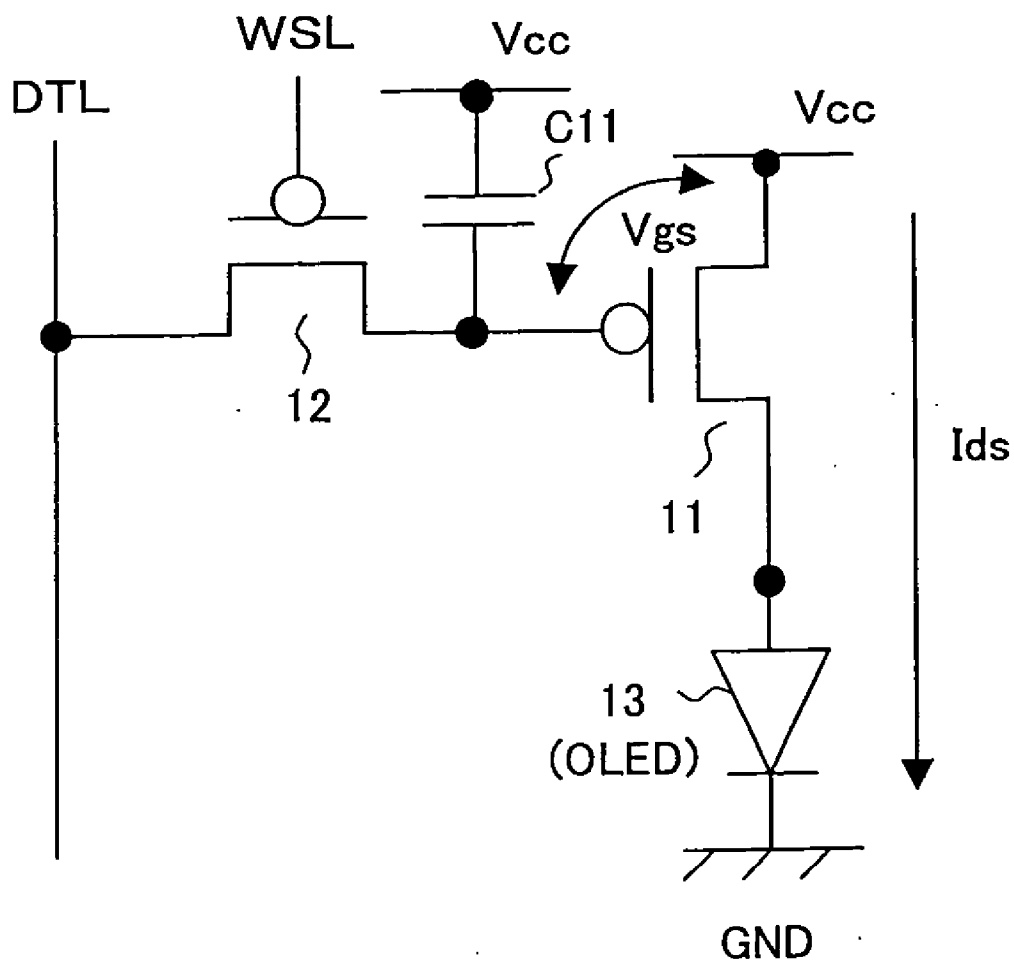 WSL
Vcc
DTL
C11
Vcc
Vgs
12
Ids
11
13
(OLED)
GND